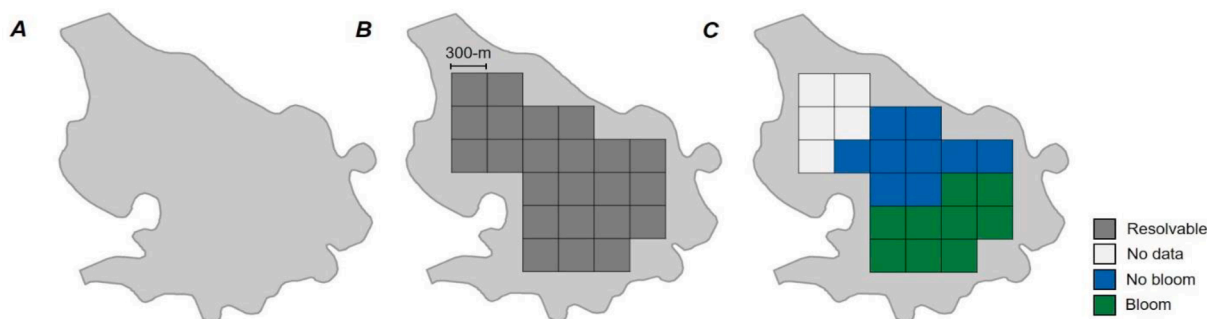 A
B
C
300-m
Resolvable
No data
No bloom
Bloom